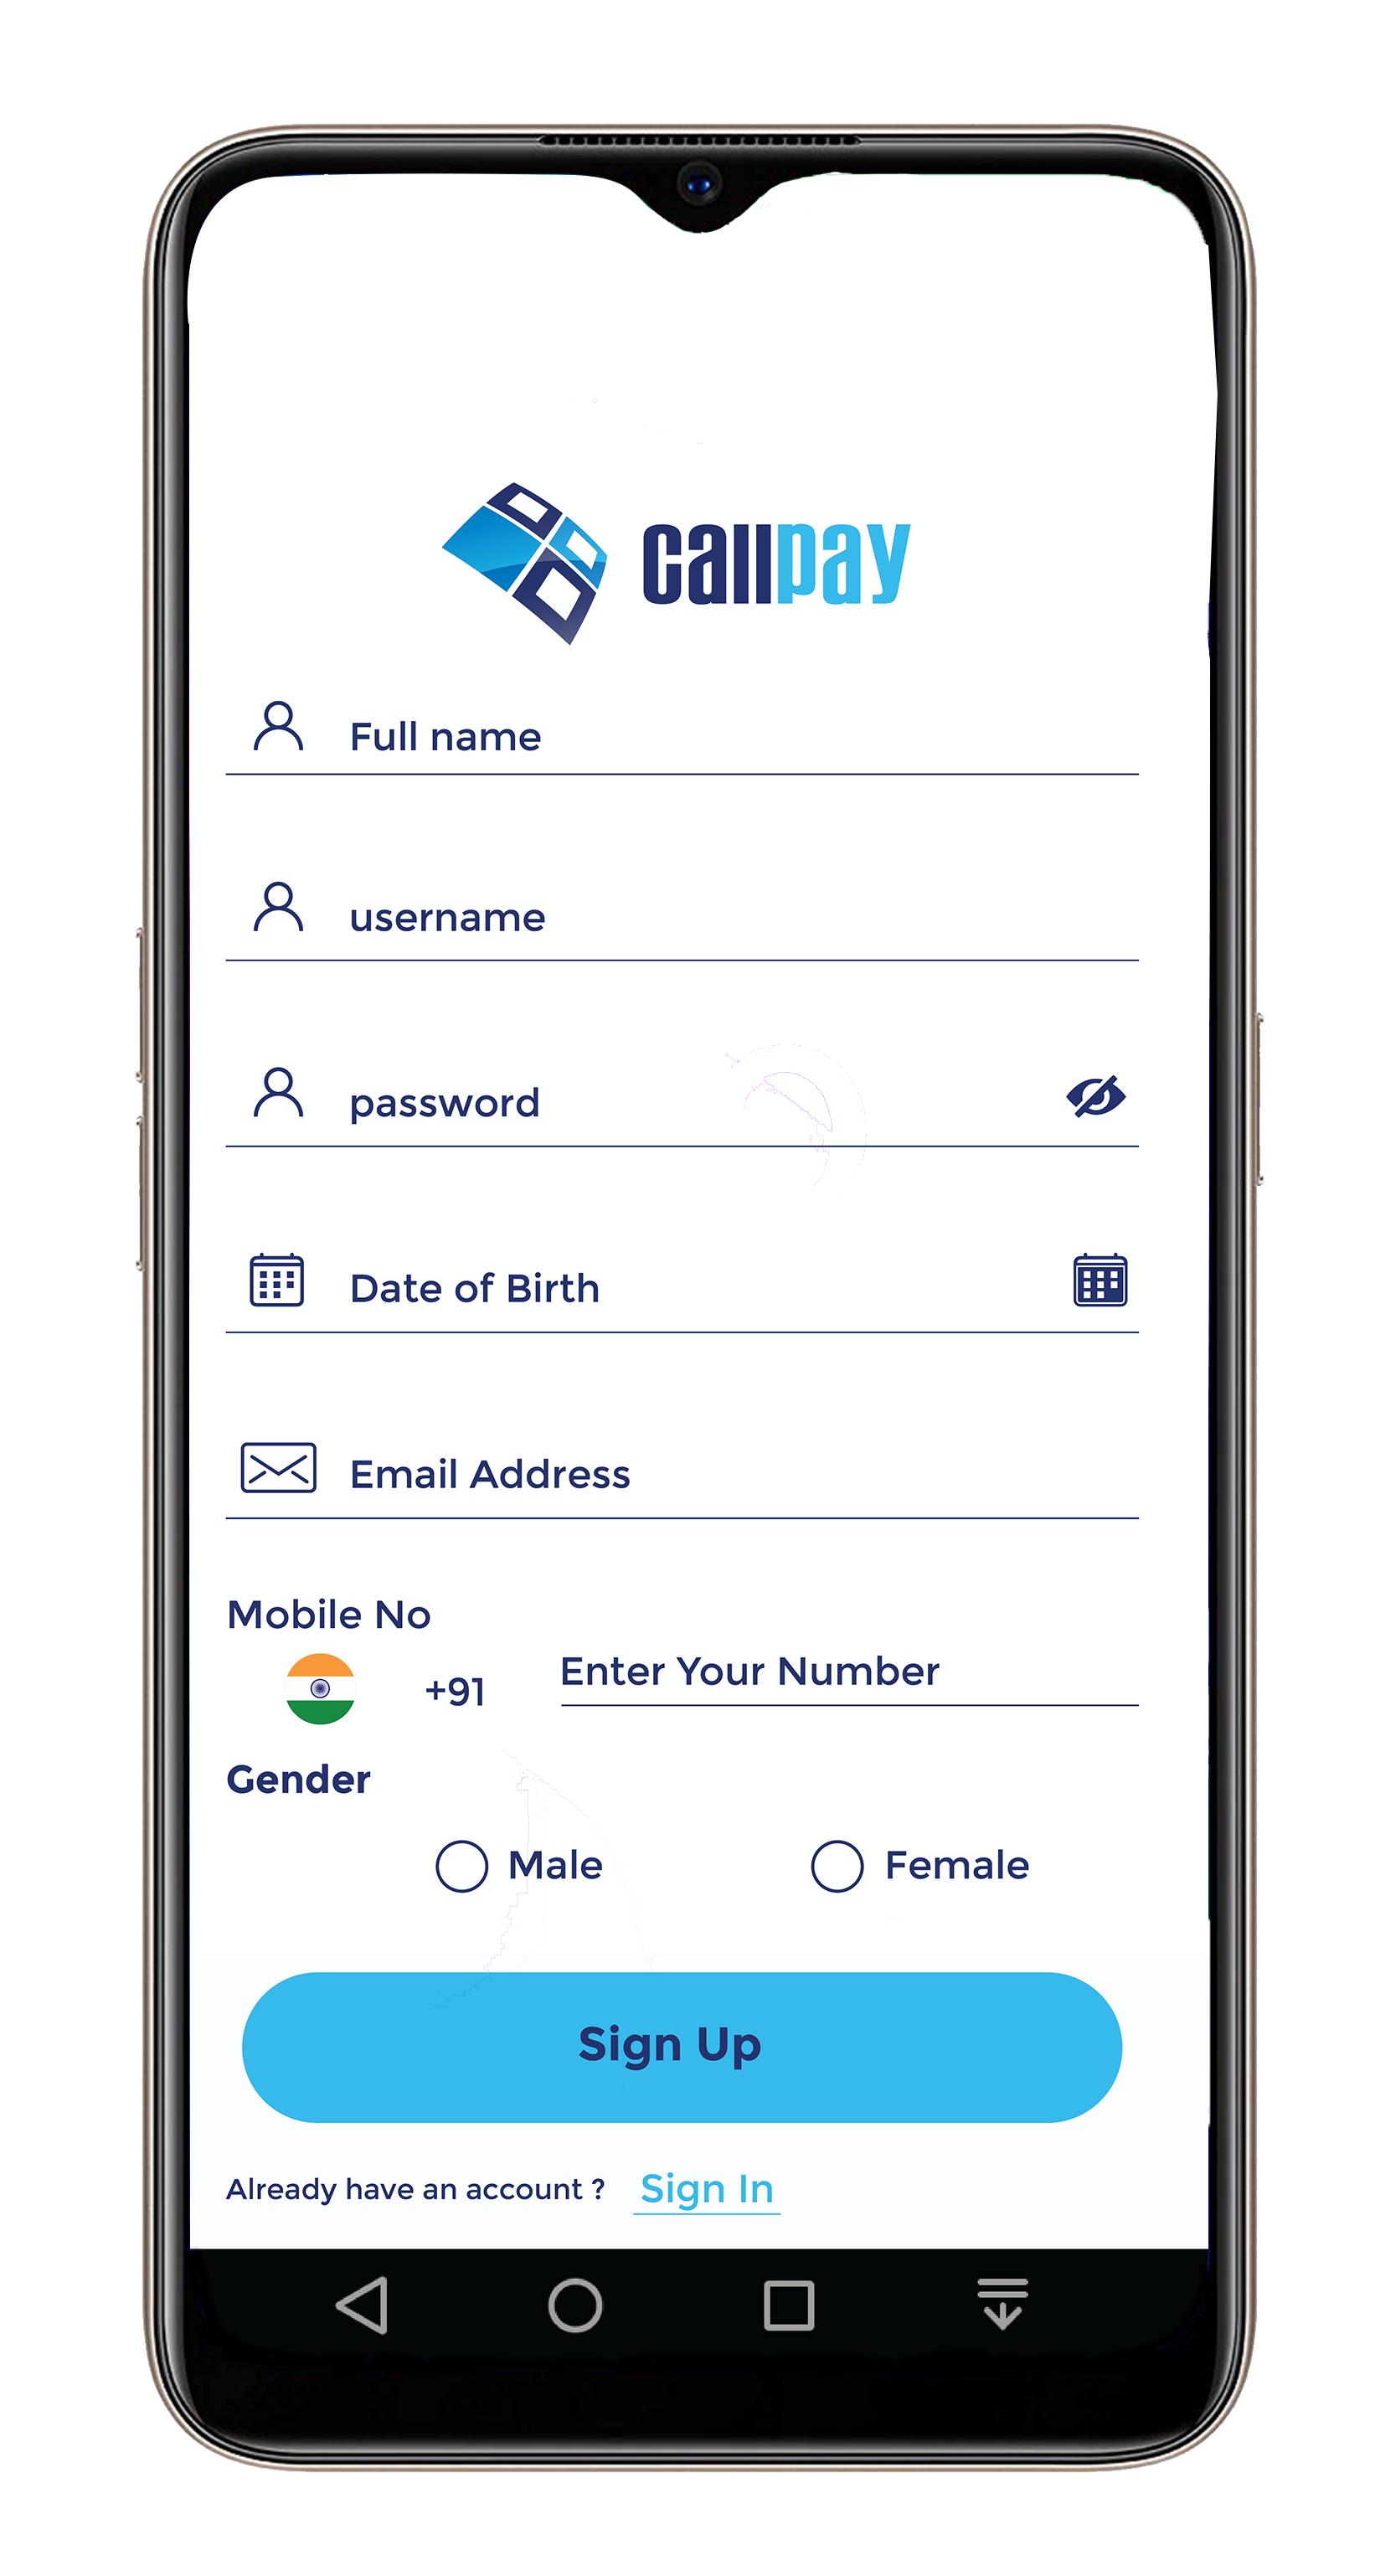 callpay
Full name
username
password
Date of Birth
Email Address
Mobile No
+91 Enter Your Number
Gender
Male Female
Sign Up
Already have an account ? Sign In